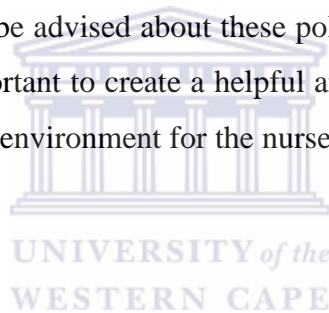 be advised about these pol
ortant to create a helpful a
environment for the nurse
UNIVERSITY of the
WESTERN CAPE